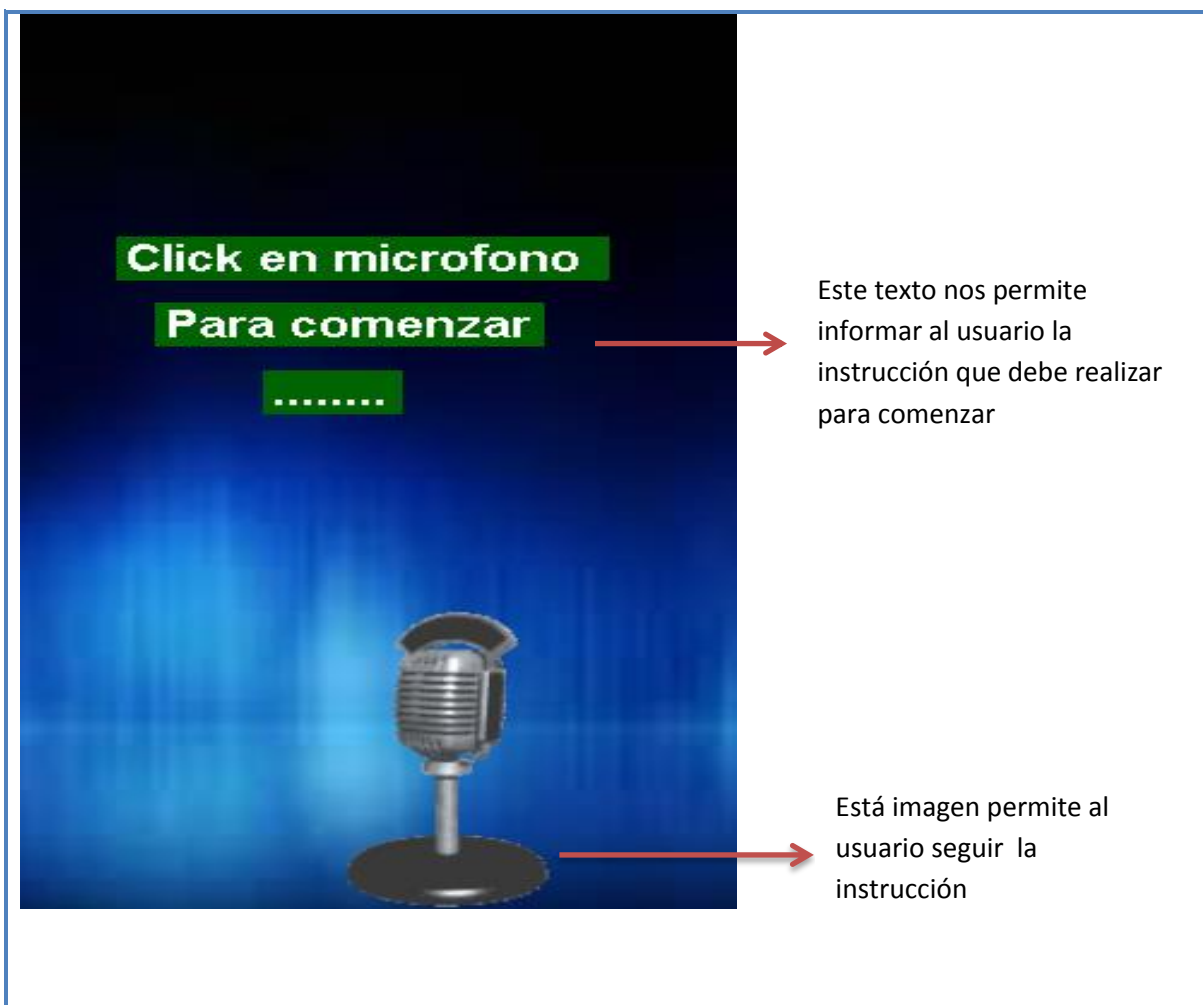 Click en microfono
Para comenzar
........
Este texto nos permite
informar al usuario la
instrucción que debe realizar
para comenzar
Está imagen permite al
usuario seguir la
instrucción